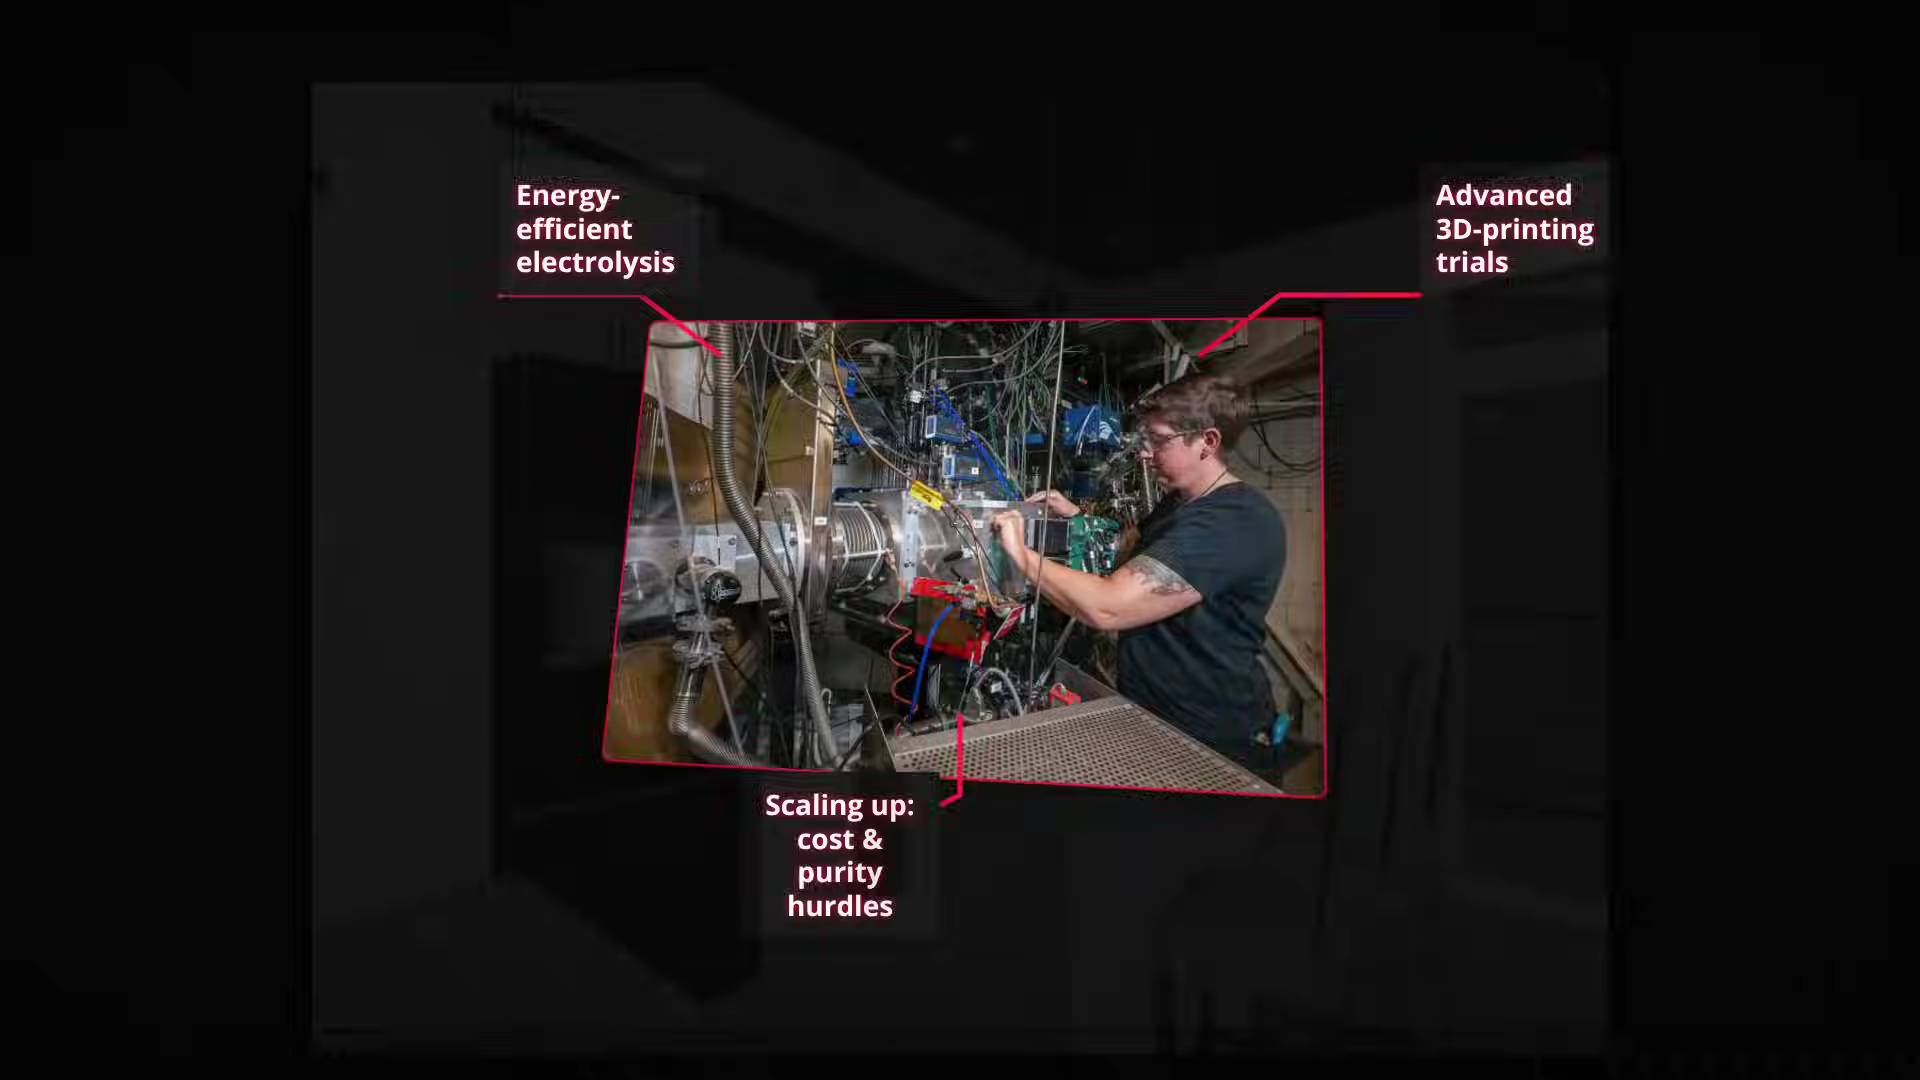 Energy-
efficient
electrolysis
Advanced
3D-printing
trials
Scaling up:
cost &
purity
hurdles